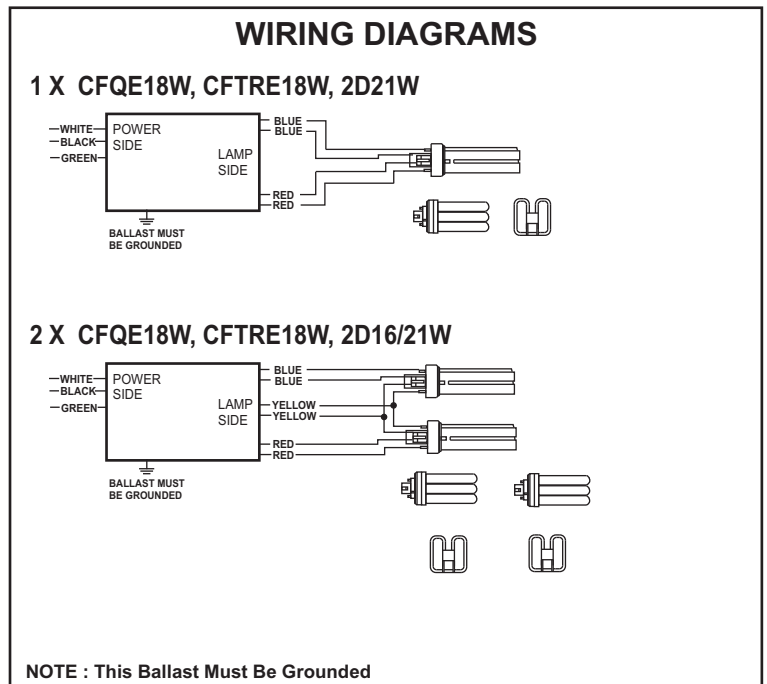 WIRING DIAGRAMS
1 X CFQE18W, CFTRE18W, 2D21W
WHITE
BLACK
GREEN
POWER
SIDE
LAMP
SIDE
BLUE
BLUE
RED
RED
BALLAST MUST
BE GROUNDED
2 X CFQE18W, CFTRE18W, 2D16/21W
WHITE
BLACK
GREEN
POWER
SIDE
LAMP
SIDE
BLUE
BLUE
YELLOW
YELLOW
RED
RED
BALLAST MUST
BE GROUNDED
NOTE : This Ballast Must Be Grounded